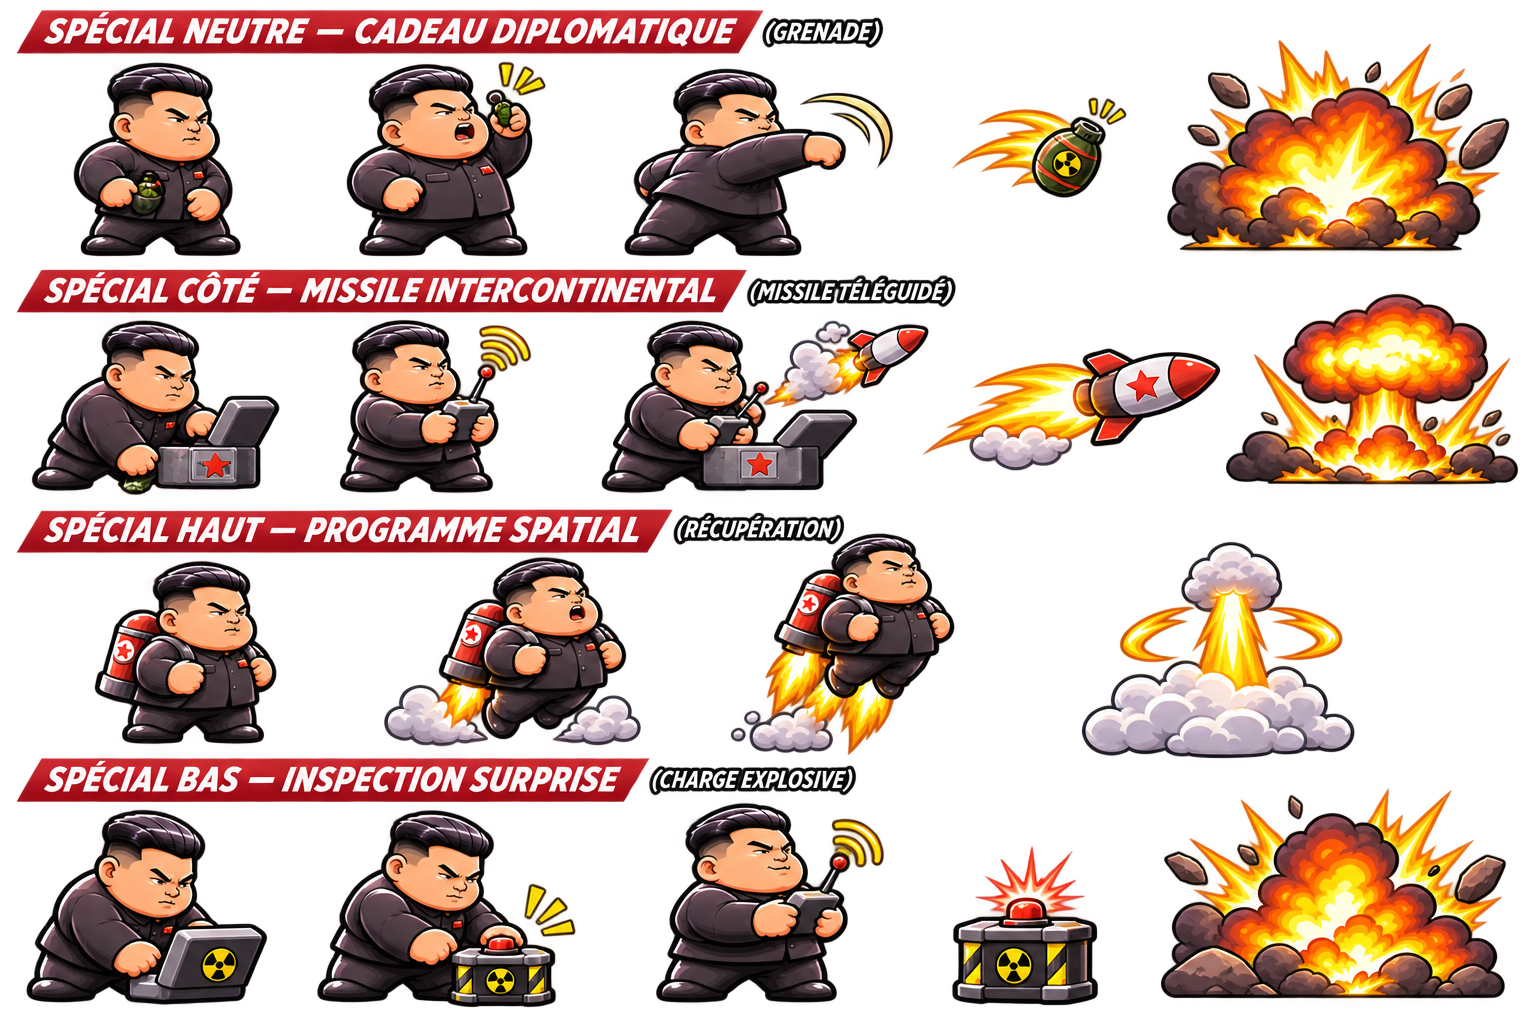 SPÉCIAL NEUTRE — CADEAU DIPLOMATIQUE (GRENADE)
SPÉCIAL CÔTÉ — MISSILE INTERCONTINENTAL (MISSILE TÉLÉGUIDÉ)
SPÉCIAL HAUT — PROGRAMME SPATIAL (RÉCUPÉRATION)
SPÉCIAL BAS — INSPECTION SURPRISE (CHARGE EXPLOSIVE)